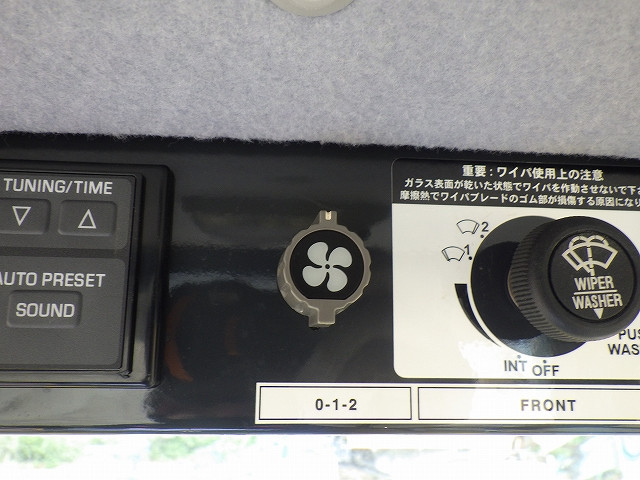 TUNING/TIME
AUTO PRESET
SOUND
重要:ワイパ使用上の注意
ガラス表面が乾いた状態でワイパを作動させないで下さ
摩擦熱でワイパブレードのゴム部が損傷する原因になり
2
1
WIPER
WASHER
INT OFF
0-1-2
FRONT